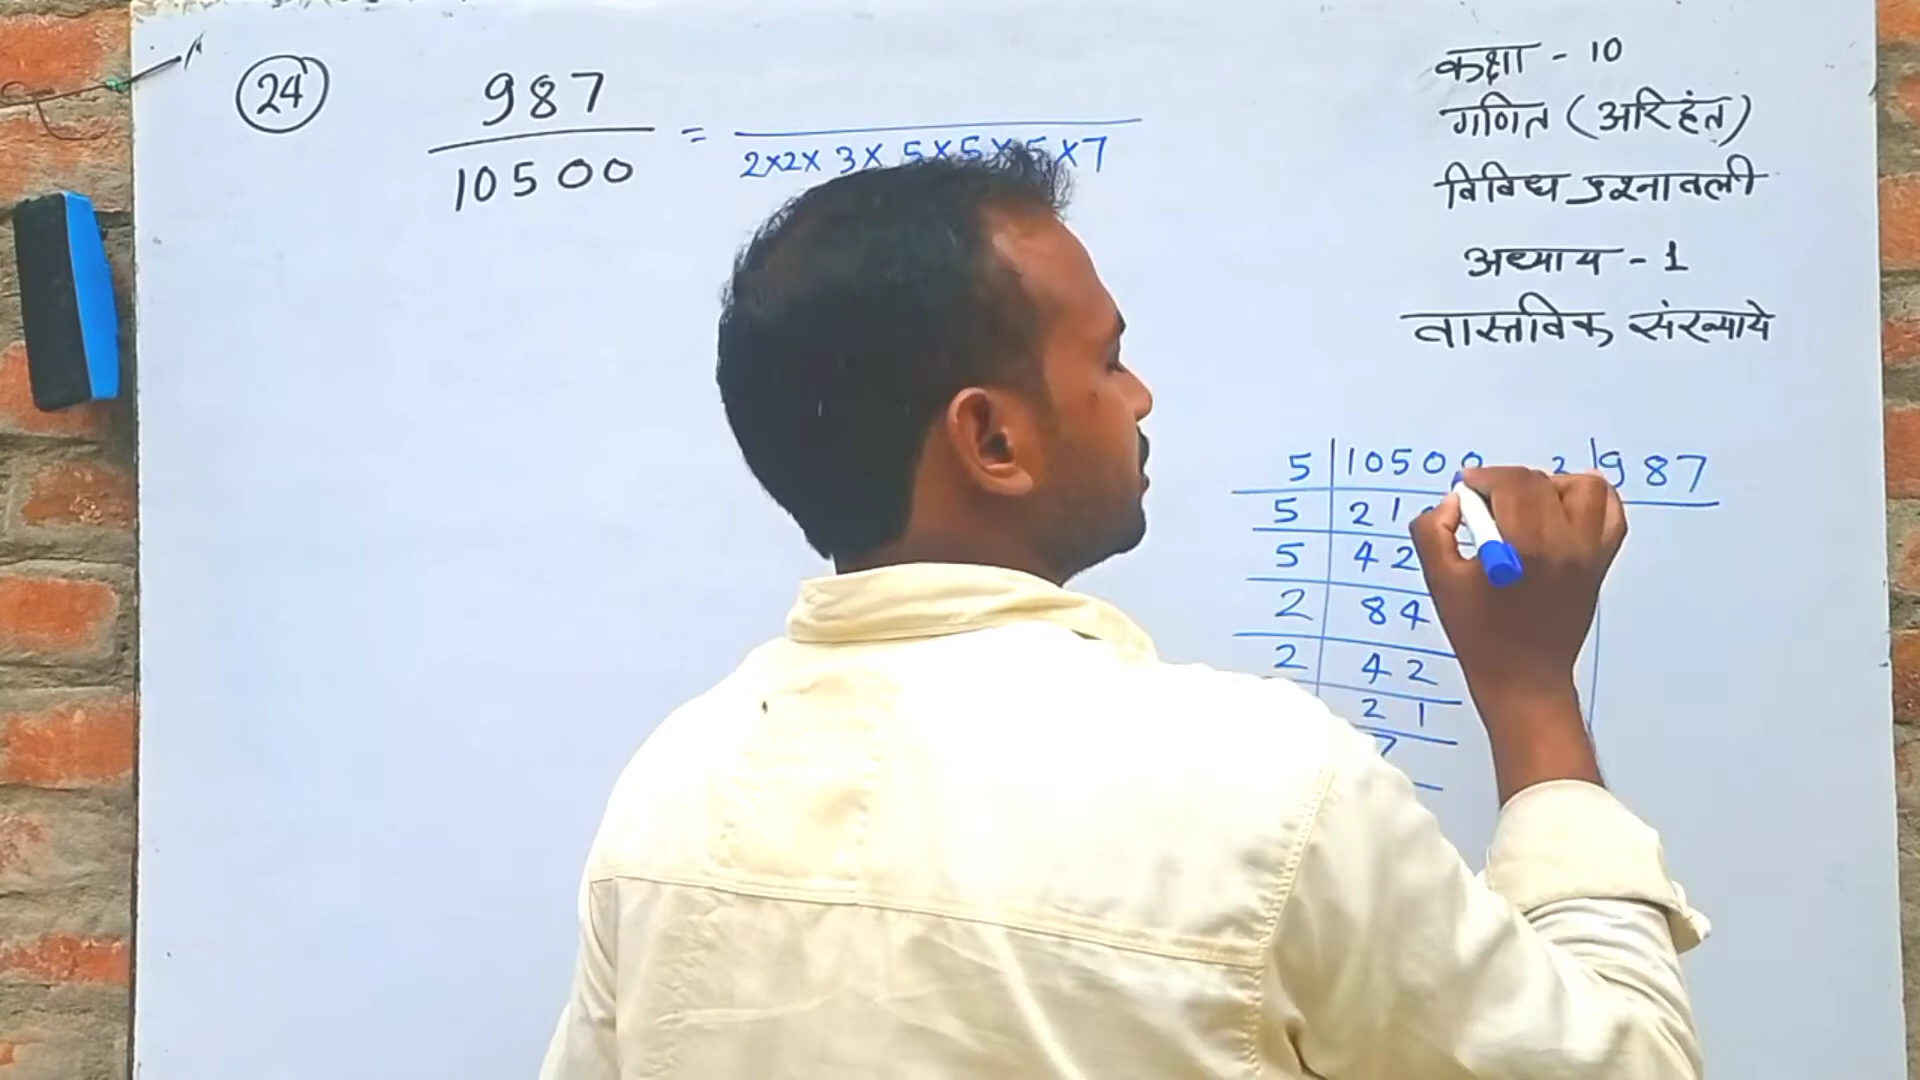 24
987
10500
=
2×2×3×5×5×5×7
कक्षा - 10
गणित (अरिहंत)
विविध प्रश्नावली
अध्याय - 1
वास्तविक संख्याये
5 | 10500
5 | 21
5 | 42
2 | 84
2 | 42
21
7
987